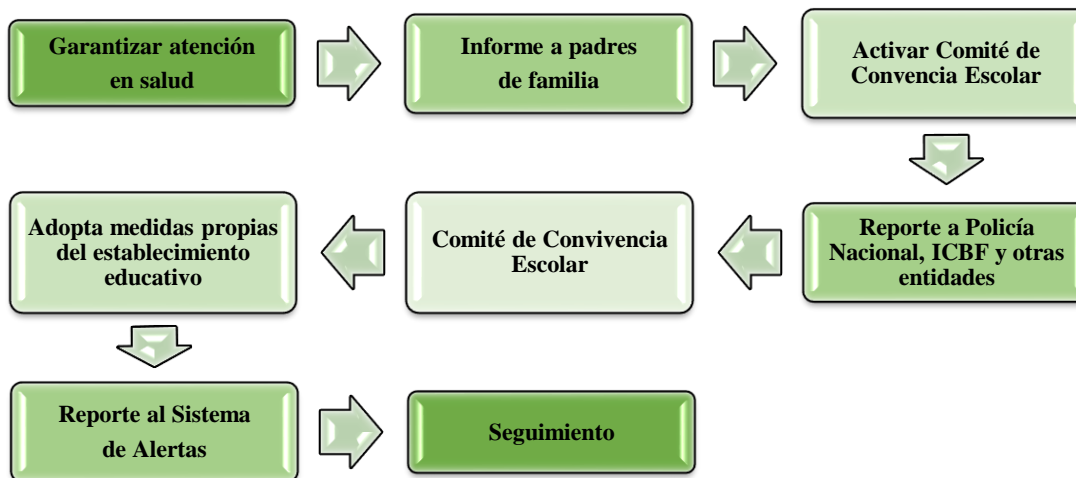 Garantizar atención
en salud
Informe a padres
de familia
Activar Comité de
Convencia Escolar
Reporte a Policía
Nacional, ICBF y otras
entidades
Comité de Convivencia
Escolar
Adopta medidas propias
del establecimiento
educativo
Reporte al Sistema
de Alertas
Seguimiento